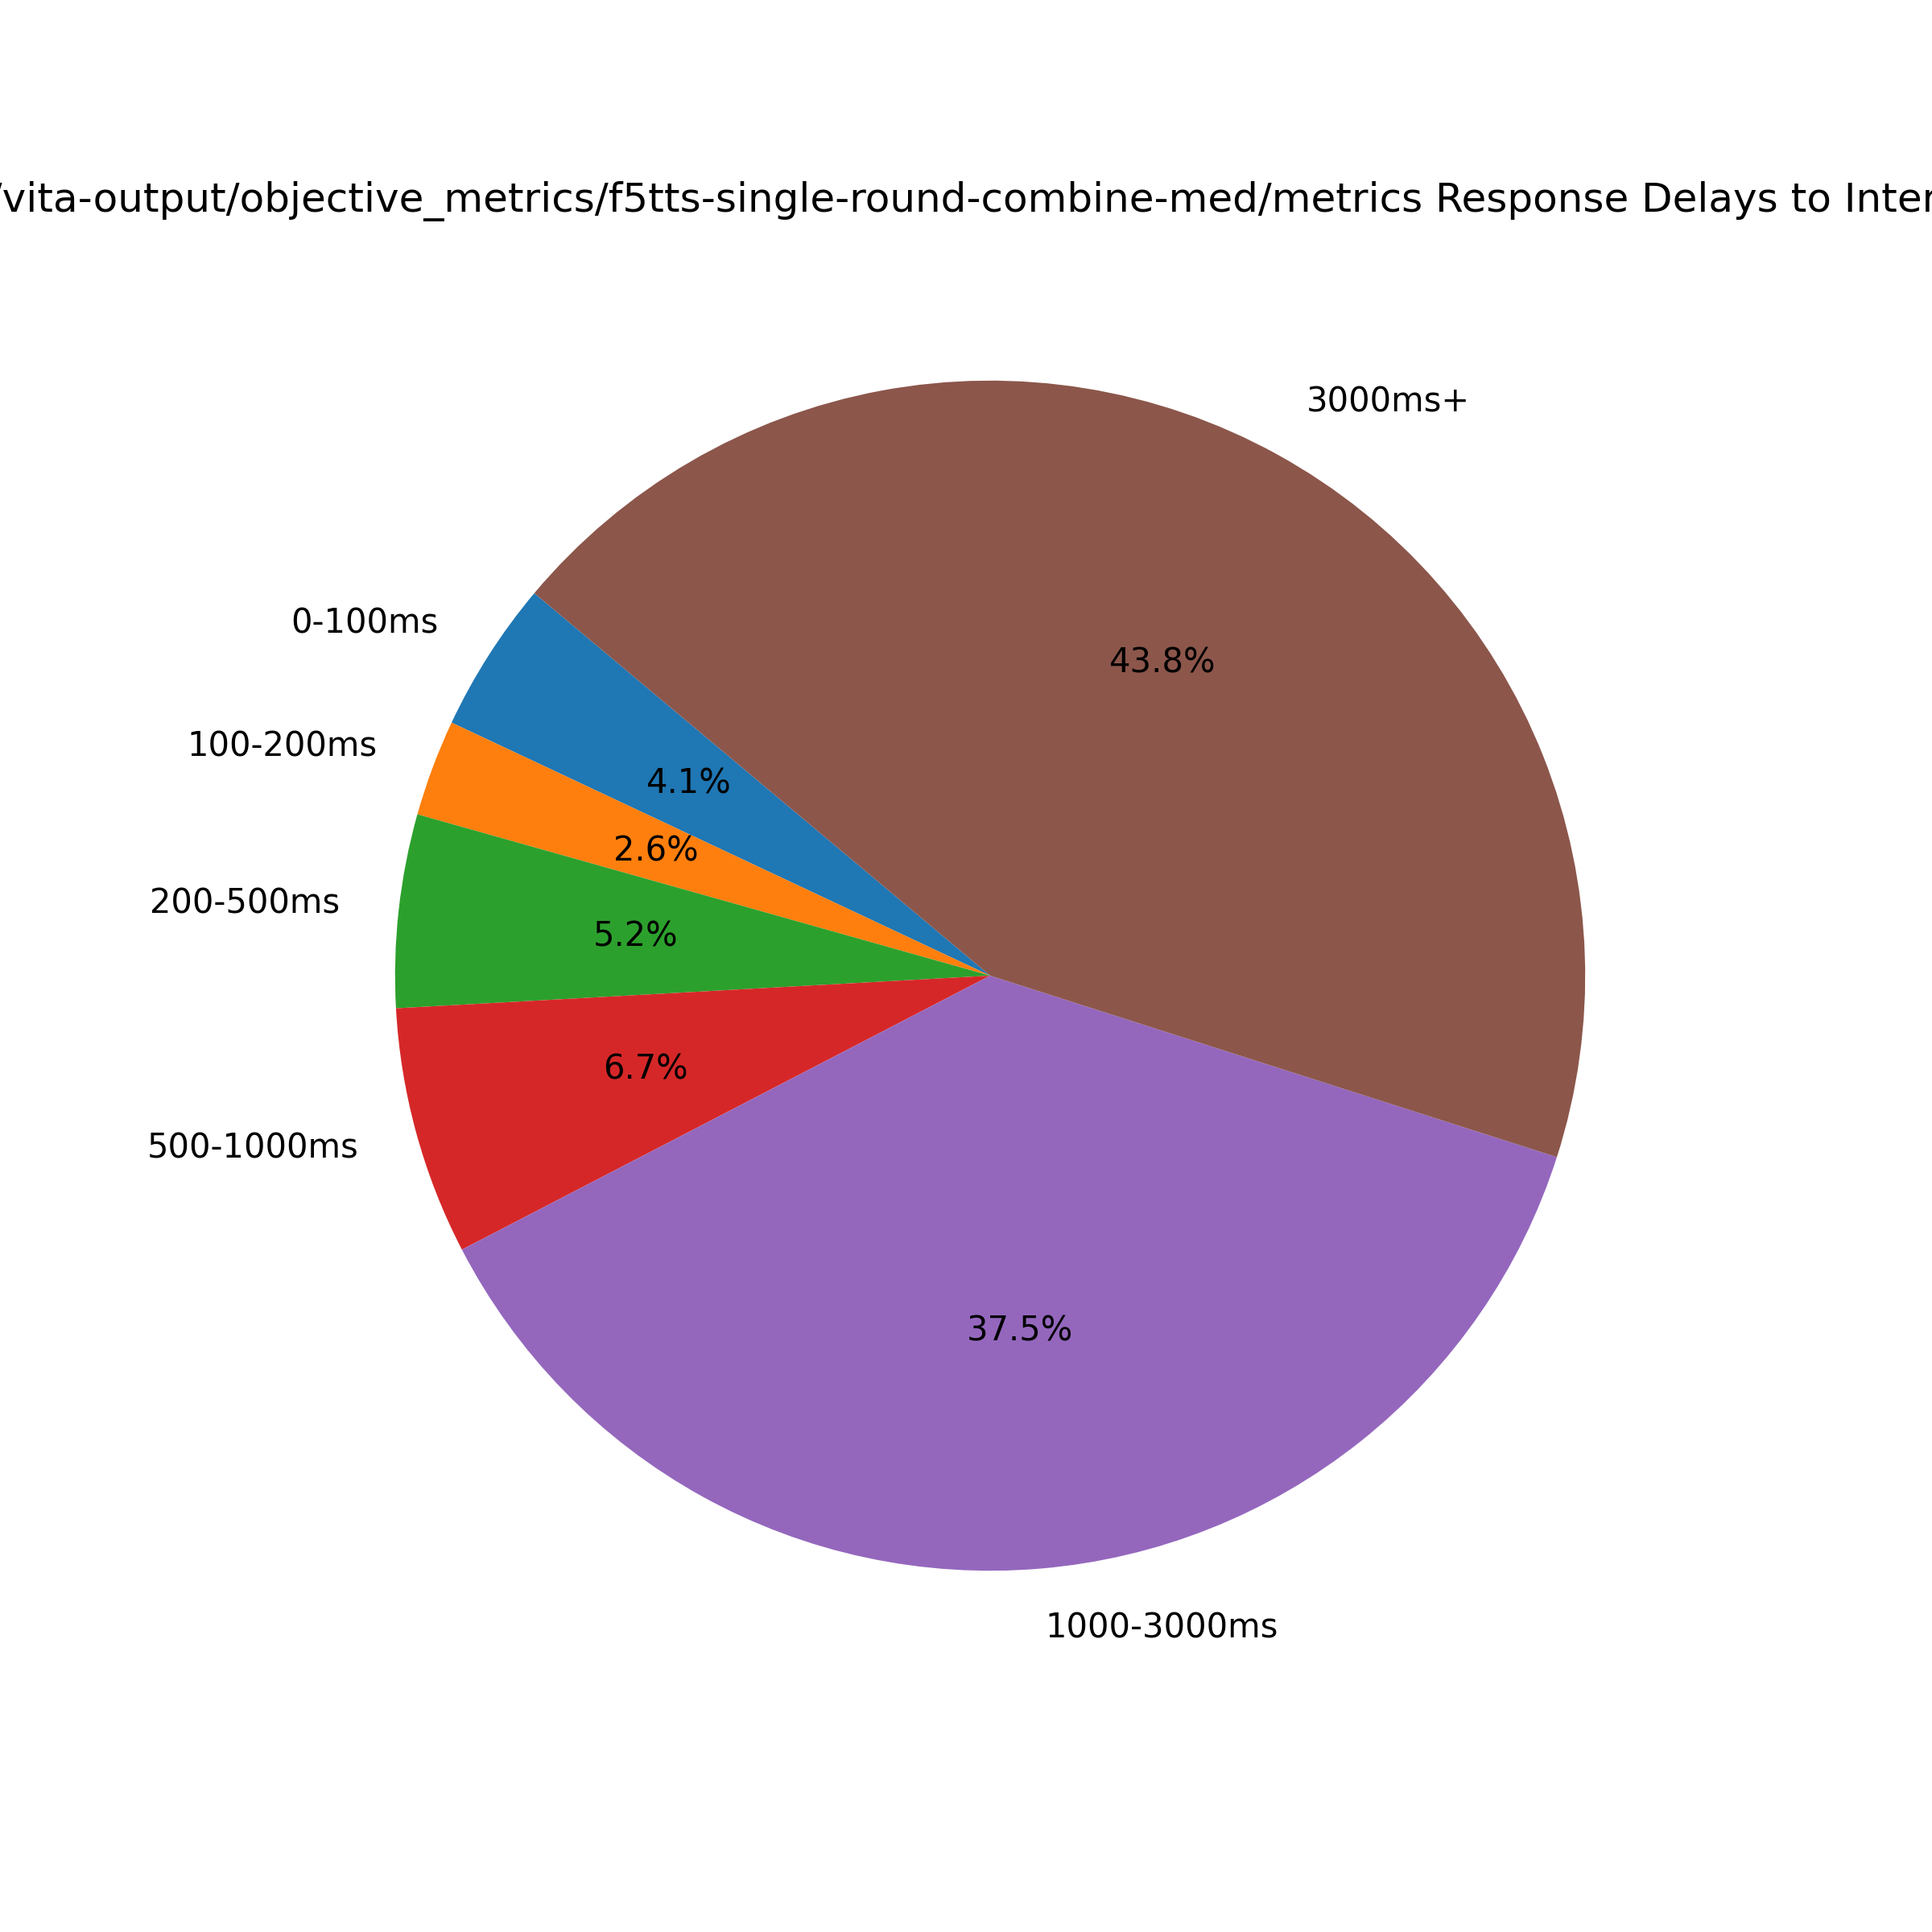 /vita-output/objective_metrics/f5tts-single-round-combine-med/metrics Response Delays to Inter
3000ms+
43.8%
0-100ms
4.1%
100-200ms
2.6%
200-500ms
5.2%
500-1000ms
6.7%
37.5%
1000-3000ms